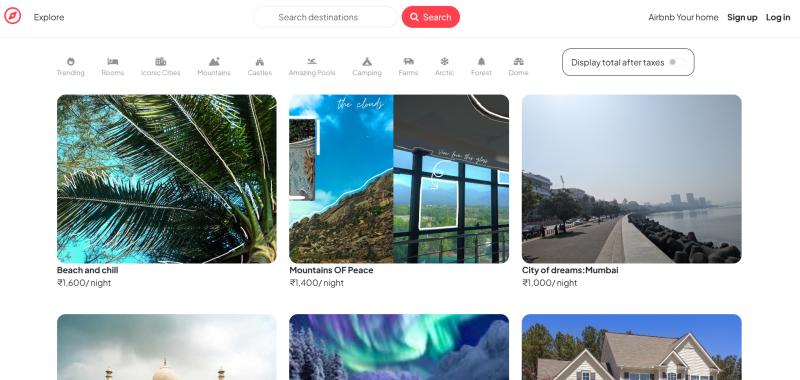 Explore
Search destinations
Search
Airbnb Your home
Sign up
Log in
Trending
Rooms
Iconic Cities
Mountains
Castles
Amazing Pools
Camping
Farms
Arctic
Forest
Dome
Display total after taxes
the clouds
View from this glass
Beach and chill
₹1,600/ night
Mountains OF Peace
₹1,400/ night
City of dreams:Mumbai
₹1,000/ night